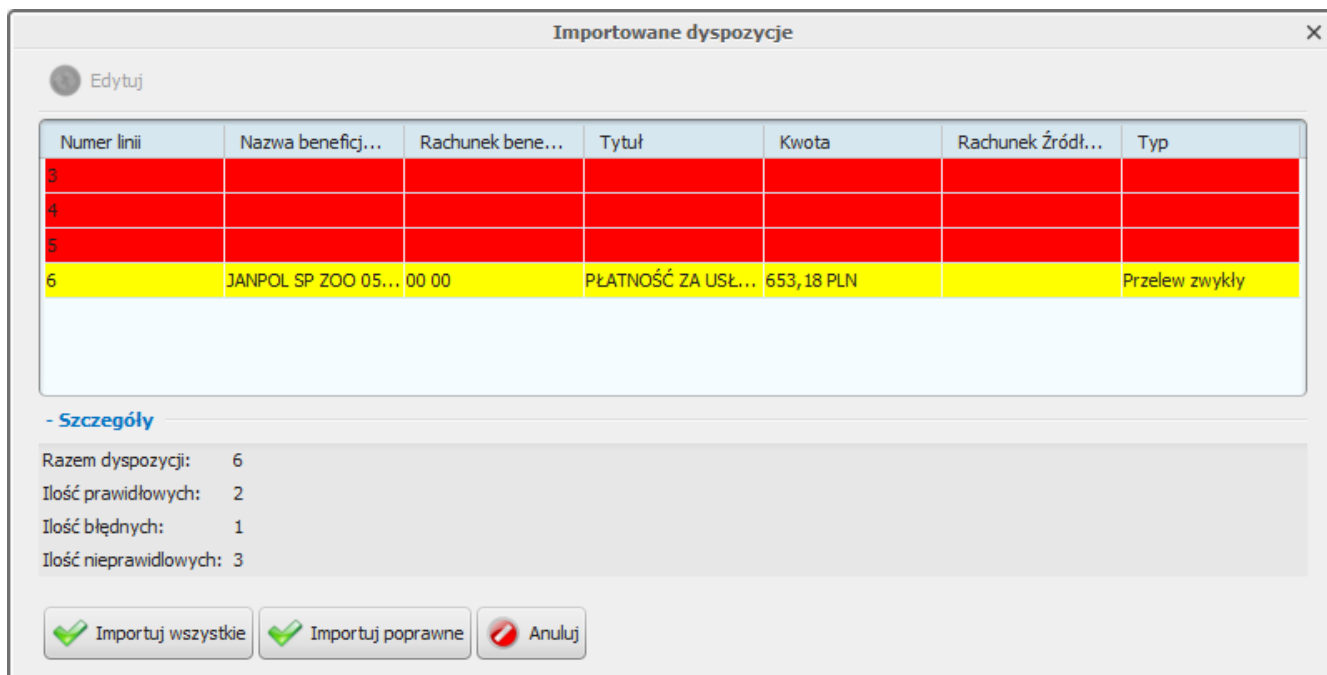 Importowane dyspozycje
Edytuj
Numer linii Nazwa beneficj... Rachunek bene... Tytuł Kwota Rachunek Źródł... Typ
3
4
5
6 JANPOL SP ZOO 05... 00 00 PŁATNOŚĆ ZA USŁ... 653,18 PLN Przelew zwykły
- Szczegóły
Razem dyspozycji: 6
Ilość prawidłowych: 2
Ilość błędnych: 1
Ilość nieprawidlowych: 3
Importuj wszystkie Importuj poprawne Anuluj